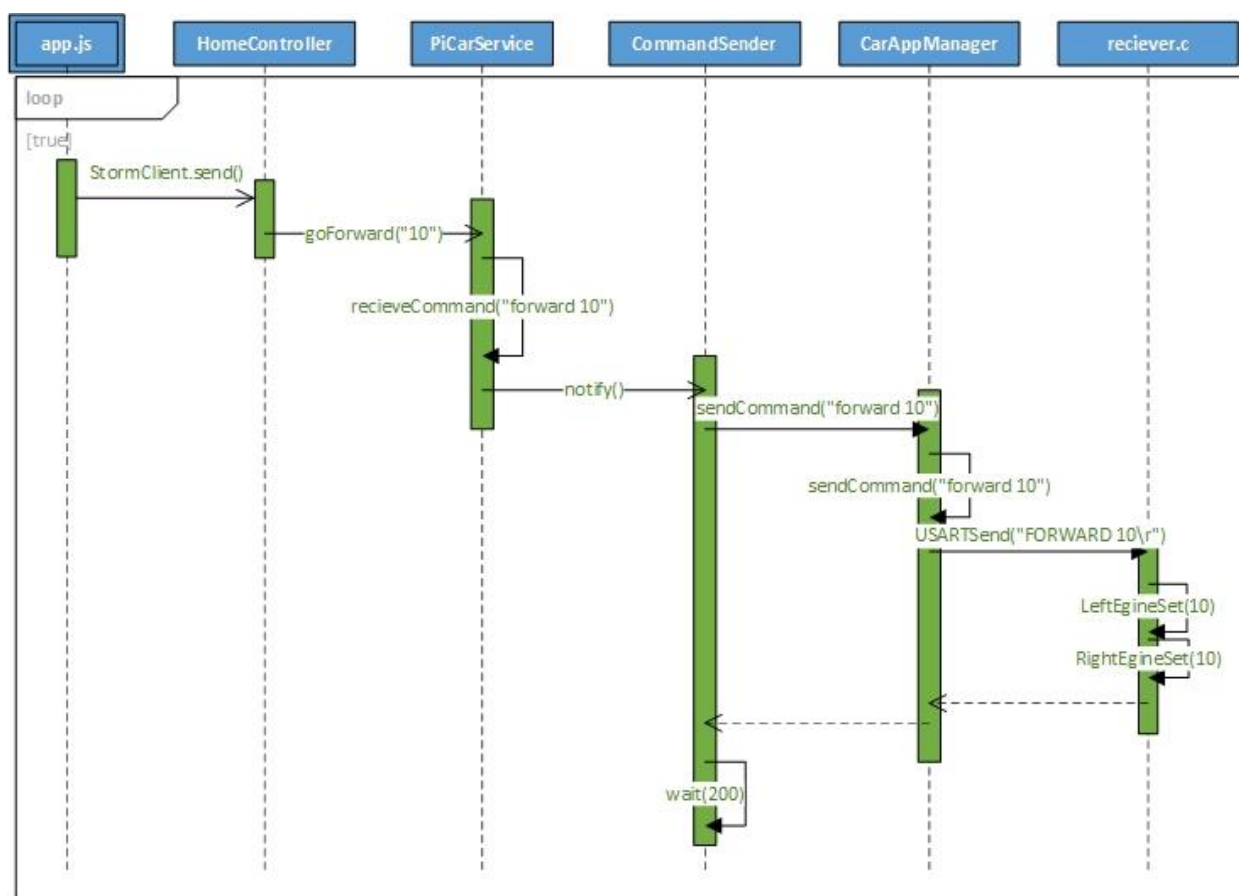 app.js
HomeController
PiCarService
CommandSender
CarAppManager
reciever.c
loop
[true]
StormClient.send()
goForward("10")
recieveCommand("forward 10")
notify()
sendCommand("forward 10")
sendCommand("forward 10")
USARTSend("FORWARD 10\r")
LeftEgineSet(10)
RightEgineSet(10)
wait(200)